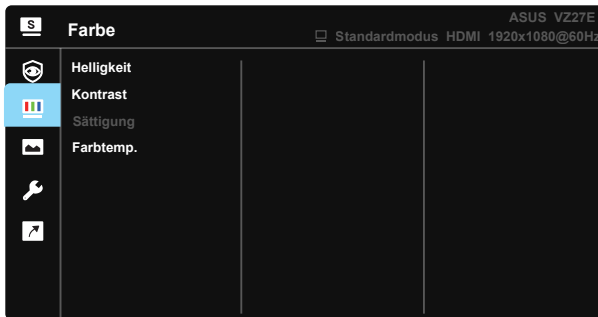 S
Farbe
ASUS VZ27E
Standardmodus HDMI 1920x1080@60Hz
Helligkeit
Kontrast
Sättigung
Farbtemp.